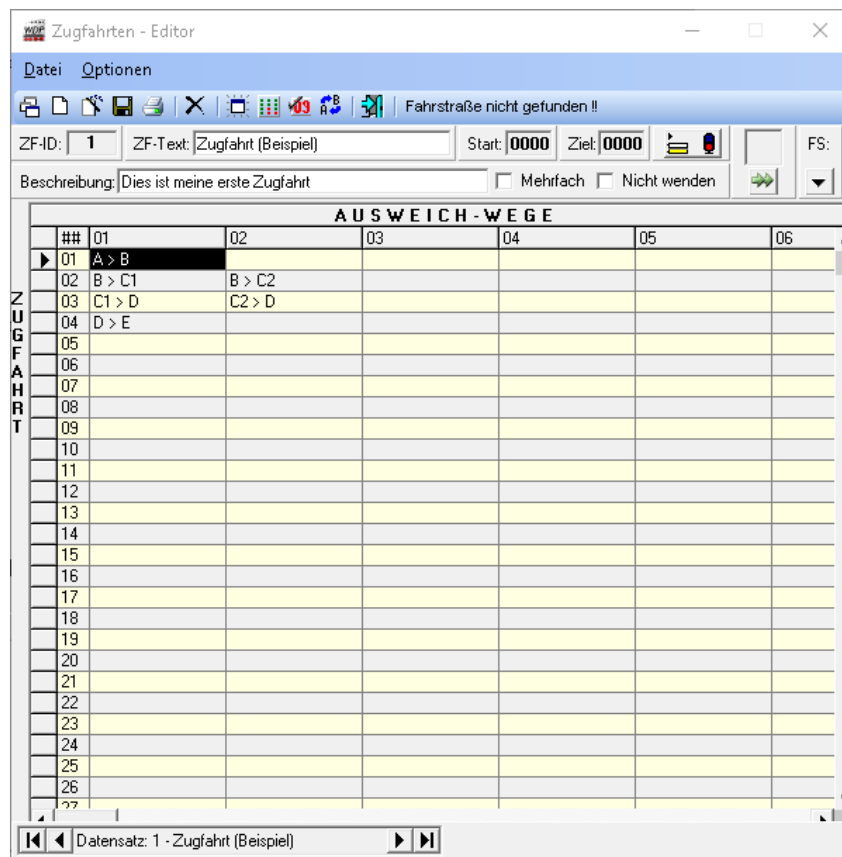 WDP Zugfahrten - Editor
Datei Optionen
09 A B Fahrstraße nicht gefunden !!
ZF-ID: 1 ZF-Text: Zugfahrt (Beispiel) Start: 0000 Ziel: 0000 FS:
Beschreibung: Dies ist meine erste Zugfahrt Mehrfach Nicht wenden
AUSWEICH-WEGE
## 01 02 03 04 05 06
01 A > B
02 B > C1 B > C2
03 C1 > D C2 > D
04 D > E
05
06
07
08
09
10
11
12
13
14
15
16
17
18
19
20
21
22
23
24
25
26
27
ZUGFAHRT
Datensatz: 1 - Zugfahrt (Beispiel)